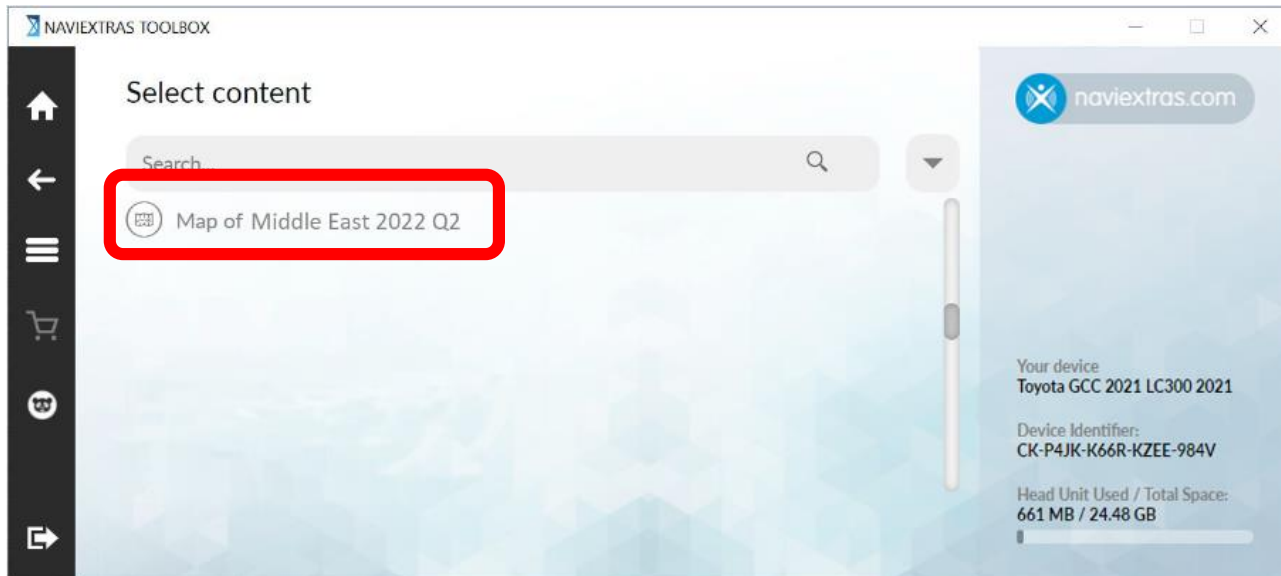 NAVIEXTRAS TOOLBOX
Select content
naviextras.com
Search...
Map of Middle East 2022 Q2
Your device
Toyota GCC 2021 LC300 2021
Device Identifier:
CK-P4JK-K66R-KZEE-984V
Head Unit Used / Total Space:
661 MB / 24.48 GB